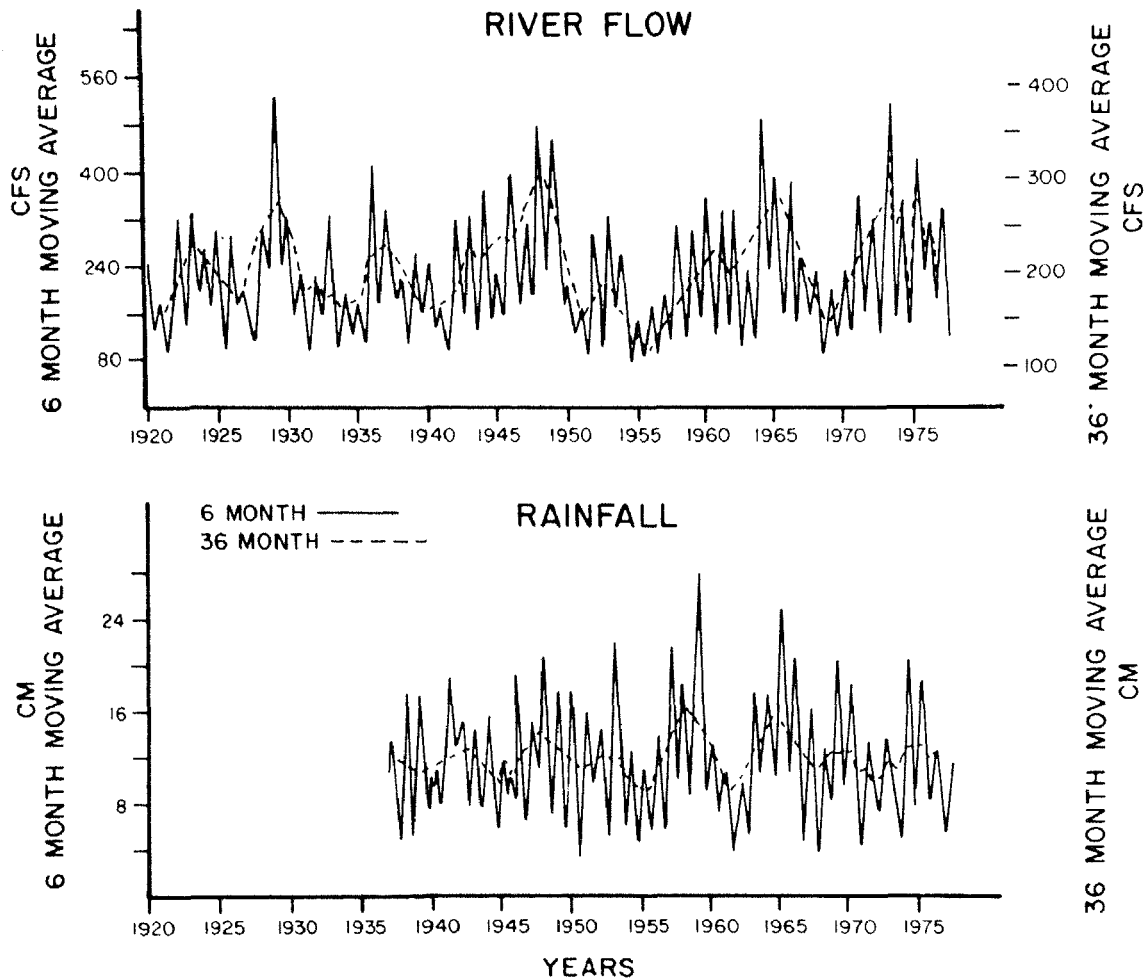 RIVER FLOW
6 MONTH MOVING AVERAGE
CFS
560
400
240
80
400
300
200
100
36 MONTH MOVING AVERAGE
CFS
1920 1925 1930 1935 1940 1945 1950 1955 1960 1965 1970 1975
RAINFALL
6 MONTH
36 MONTH
6 MONTH MOVING AVERAGE
CM
24
16
8
36 MONTH MOVING AVERAGE
CM
1920 1925 1930 1935 1940 1945 1950 1955 1960 1965 1970 1975
YEARS